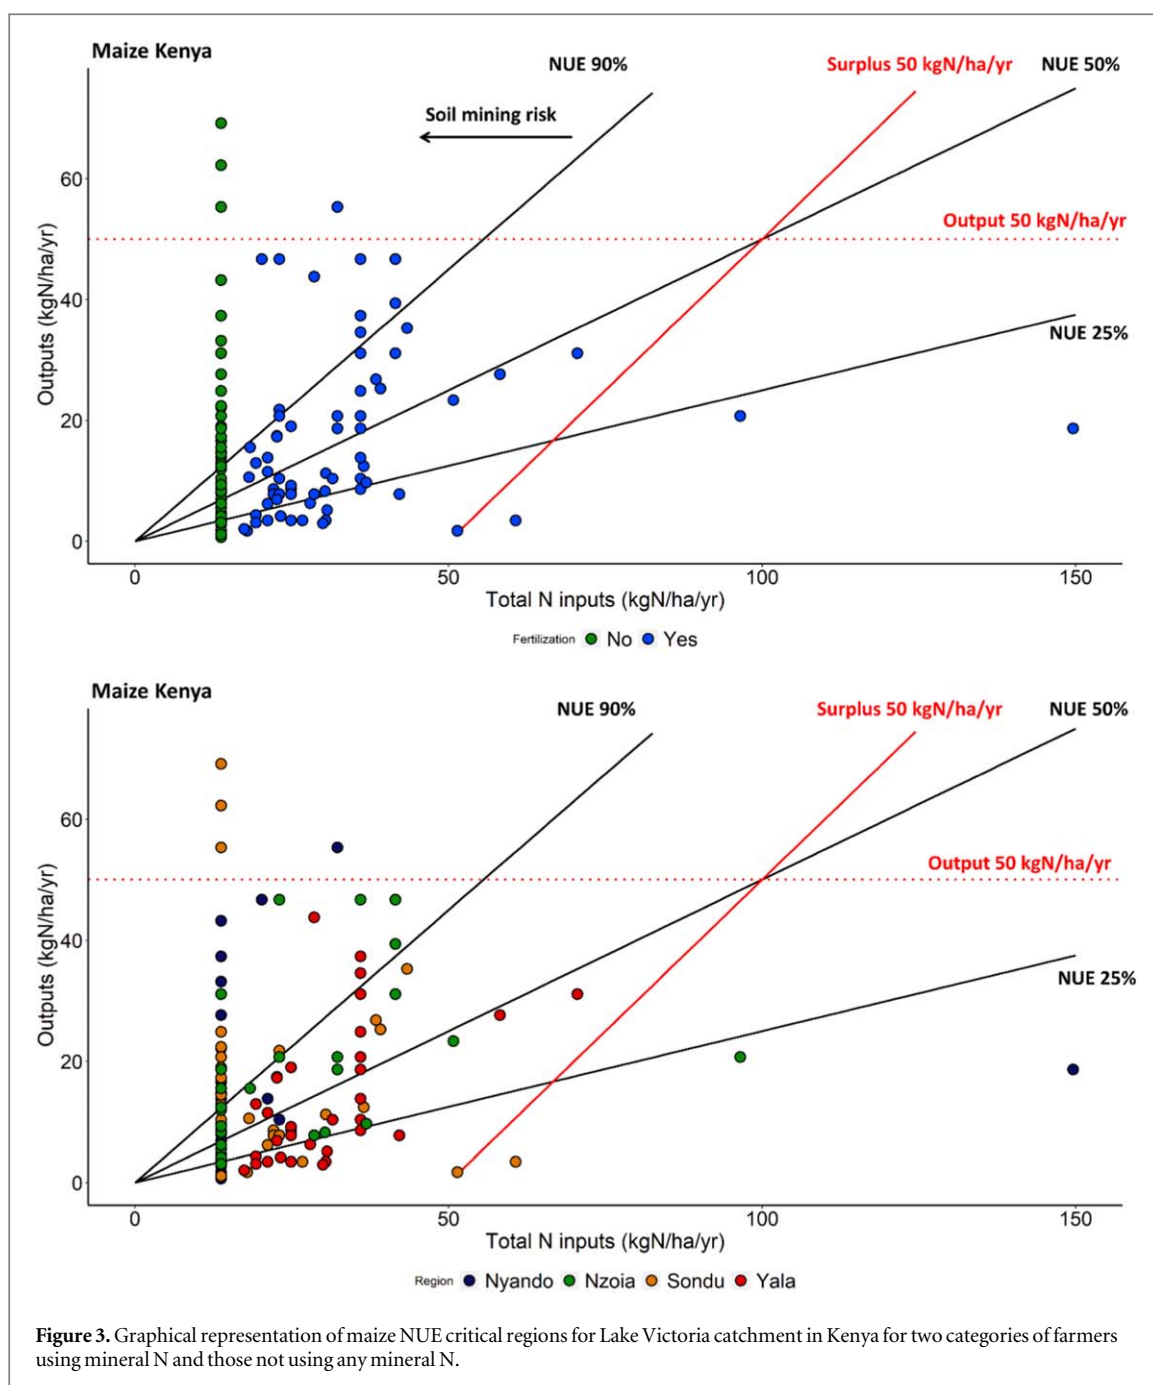 Maize Kenya
NUE 90%
Surplus 50 kgN/ha/yr
NUE 50%
Soil mining risk
Output 50 kgN/ha/yr
NUE 25%
Outputs (kgN/ha/yr)
60
40
20
0
0 50 100 150
Total N inputs (kgN/ha/yr)
Fertilization No Yes
Maize Kenya
NUE 90%
Surplus 50 kgN/ha/yr
NUE 50%
Output 50 kgN/ha/yr
NUE 25%
Outputs (kgN/ha/yr)
60
40
20
0
0 50 100 150
Total N inputs (kgN/ha/yr)
Region Nyando Nzoia Sondu Yala
Figure 3. Graphical representation of maize NUE critical regions for Lake Victoria catchment in Kenya for two categories of farmers
using mineral N and those not using any mineral N.